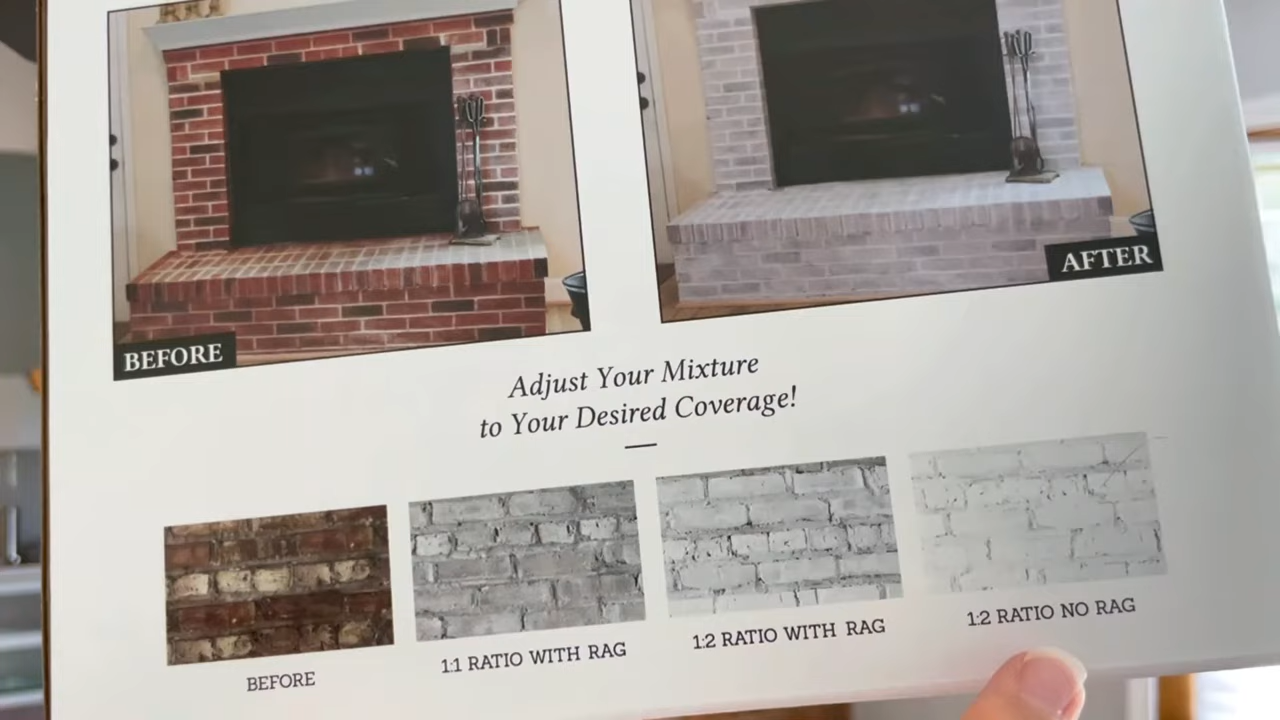 BEFORE
AFTER
Adjust Your Mixture
to Your Desired Coverage!
BEFORE
1:1 RATIO WITH RAG
1:2 RATIO WITH RAG
1:2 RATIO NO RAG